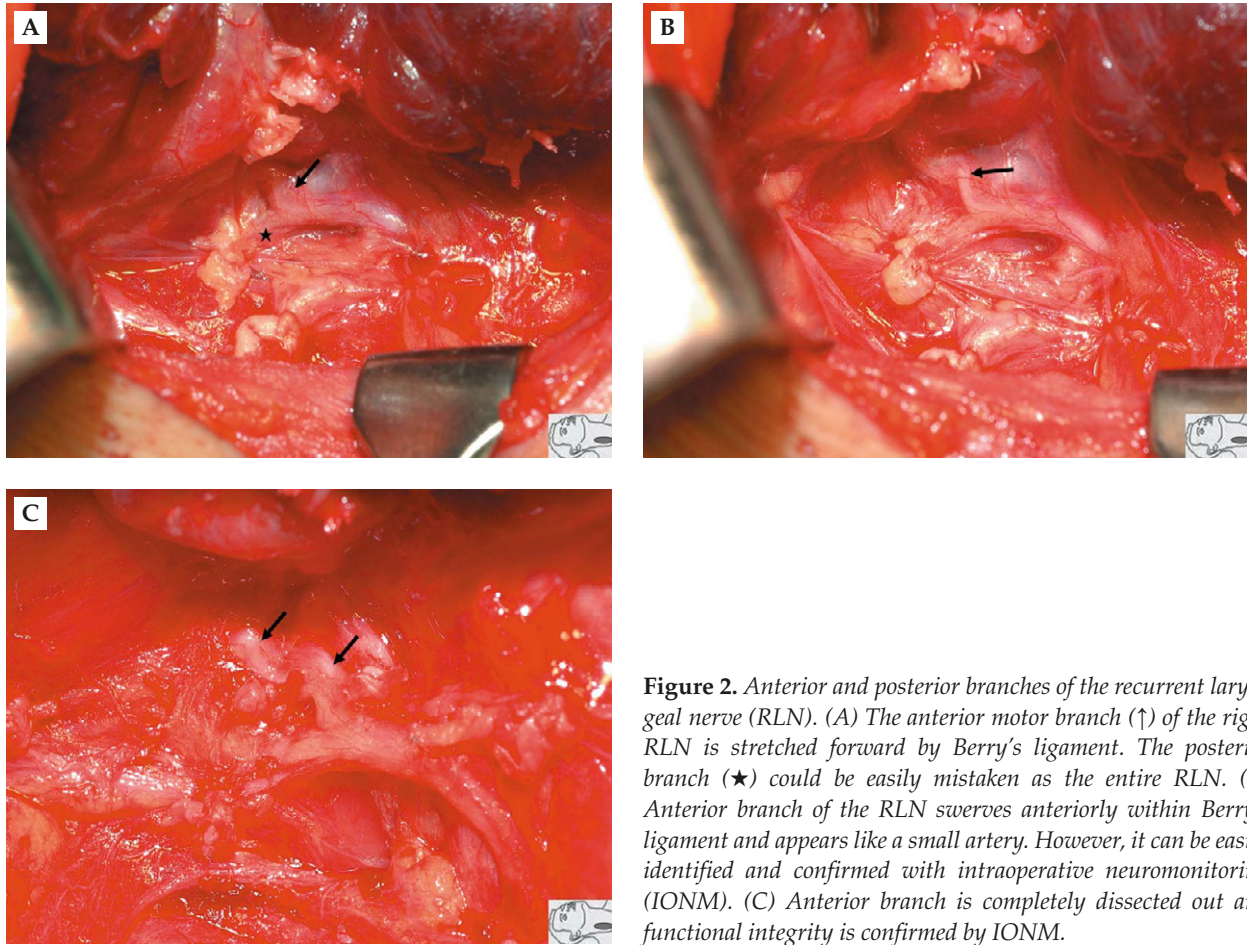 A
B
C
Figure 2. Anterior and posterior branches of the recurrent lary
geal nerve (RLN). (A) The anterior motor branch (↑) of the rig
RLN is stretched forward by Berry's ligament. The posteri
branch (★) could be easily mistaken as the entire RLN. (
Anterior branch of the RLN swerves anteriorly within Berry
ligament and appears like a small artery. However, it can be easi
identified and confirmed with intraoperative neuromonitorin
(IONM). (C) Anterior branch is completely dissected out an
functional integrity is confirmed by IONM.